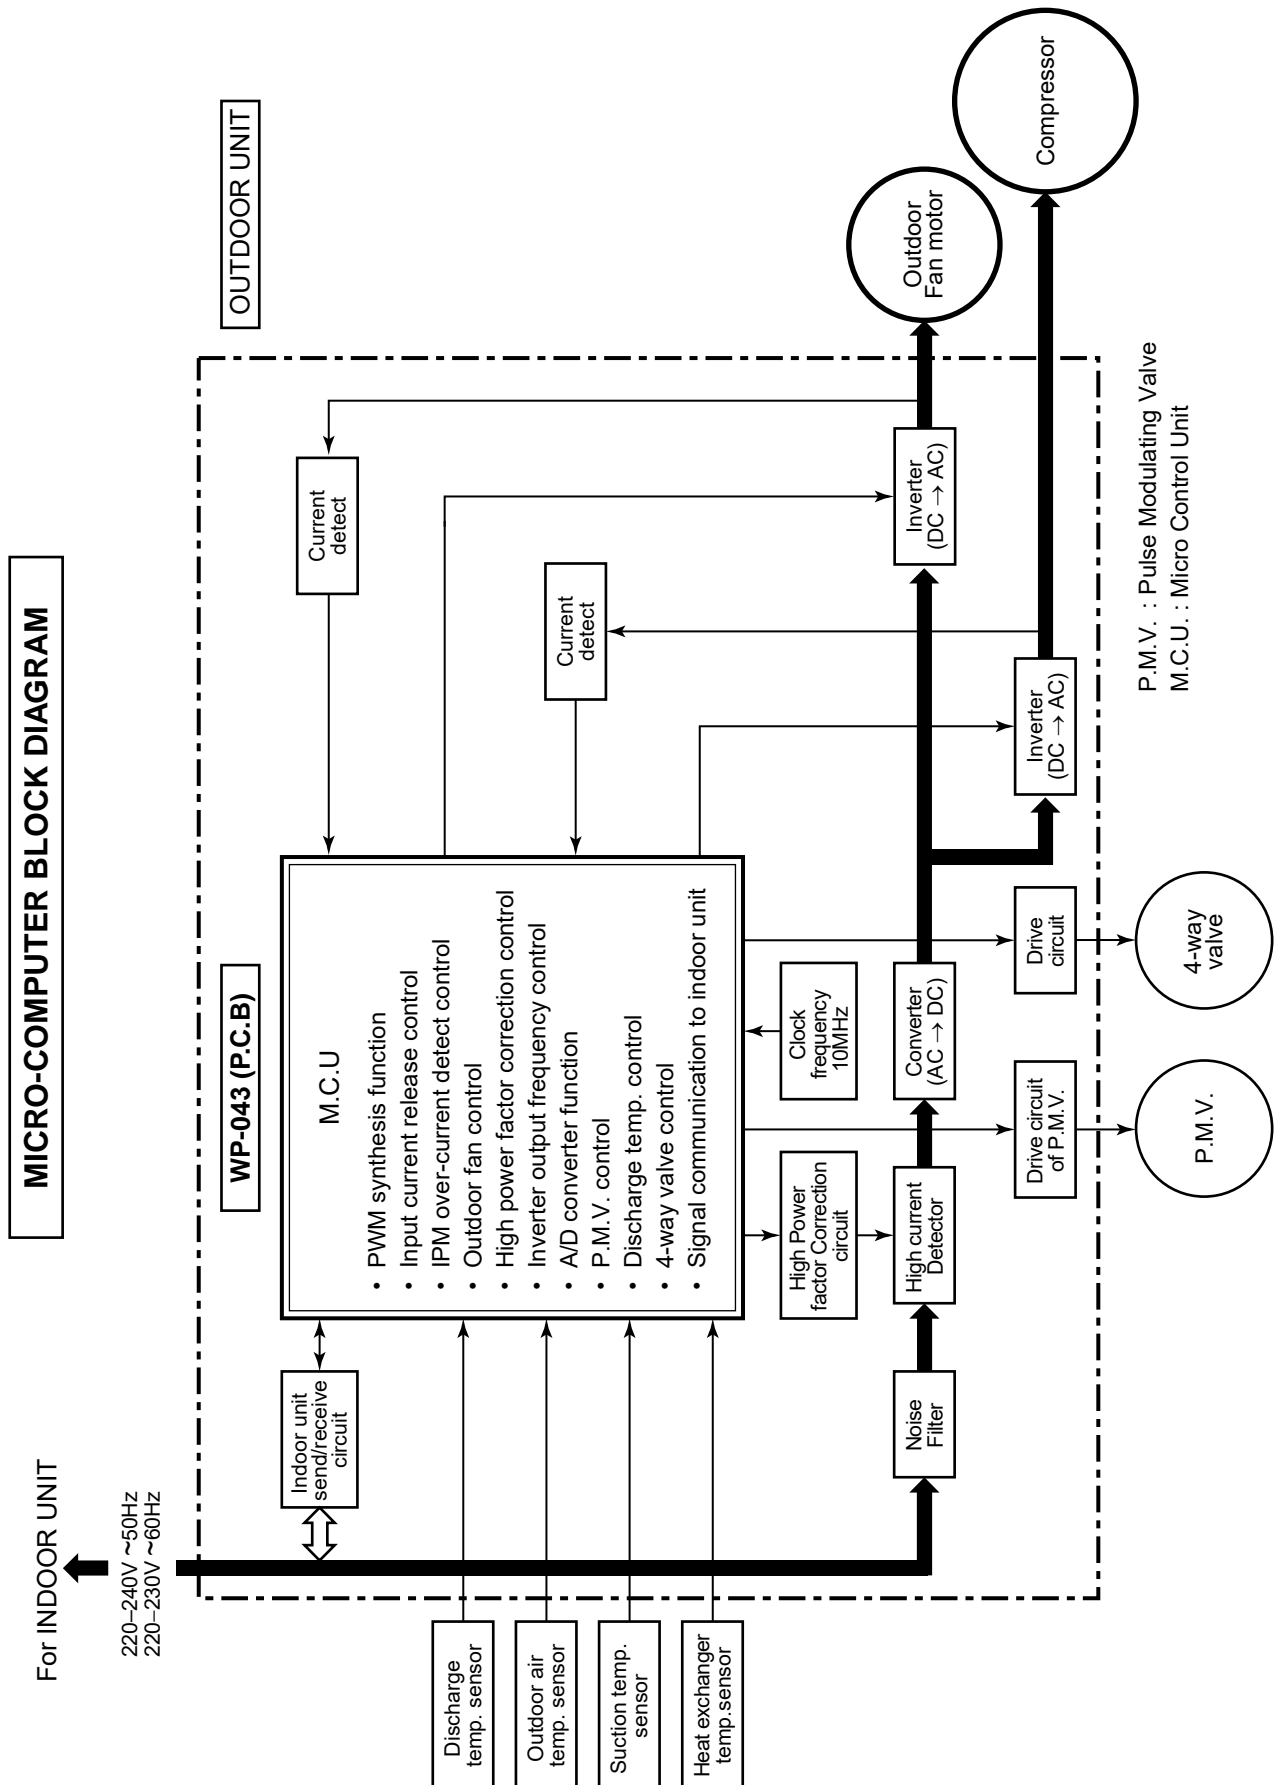 MICRO-COMPUTER BLOCK DIAGRAM
For INDOOR UNIT
220–240V ~50Hz
220–230V ~60Hz
WP-043 (P.C.B)
OUTDOOR UNIT
Indoor unit
send/receive
circuit
M.C.U
• PWM synthesis function
• Input current release control
• IPM over-current detect control
• Outdoor fan control
• High power factor correction control
• Inverter output frequency control
• A/D converter function
• P.M.V. control
• Discharge temp. control
• 4-way valve control
• Signal communication to indoor unit
Current
detect
Current
detect
Discharge
temp. sensor
Outdoor air
temp. sensor
Suction temp.
sensor
Heat exchanger
temp.sensor
High Power
factor Correction
circuit
Clock
frequency
10MHz
Noise
Filter
High current
Detector
Converter
(AC → DC)
Inverter
(DC → AC)
Outdoor
Fan motor
Drive circuit
of P.M.V.
Drive
circuit
Inverter
(DC → AC)
Compressor
P.M.V.
4-way
valve
P.M.V. : Pulse Modulating Valve
M.C.U. : Micro Control Unit